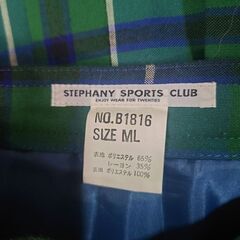 STEPHANY SPORTS CLUB
ENJOY WEAR FOR TWENTIES
NO.B1816
SIZE ML
表地 ポリエステル 65%
レーヨン 35%
裏地 ポリエステル 100%